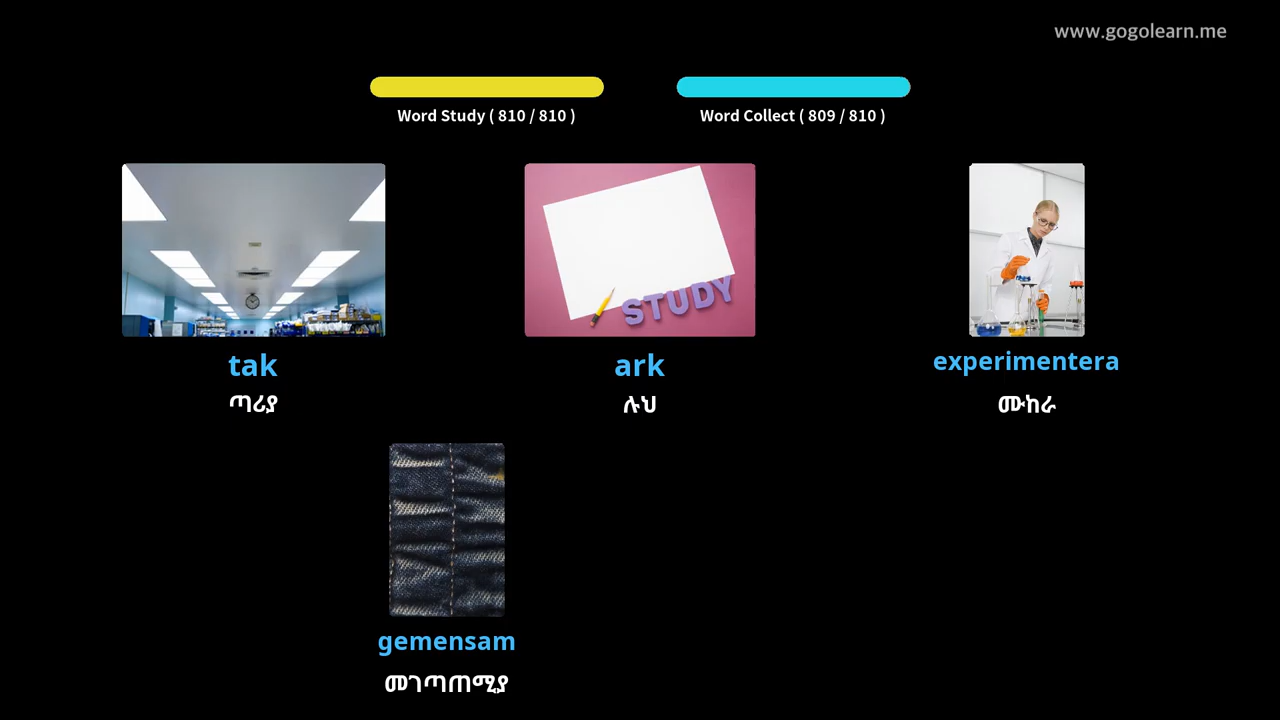 www.gogolearn.me
Word Study ( 810 / 810 )
Word Collect ( 809 / 810 )
STUDY
tak
ark
experimentera
ጣሪያ
ሉህ
ሙከራ
gemensam
መገጣጠሚያ